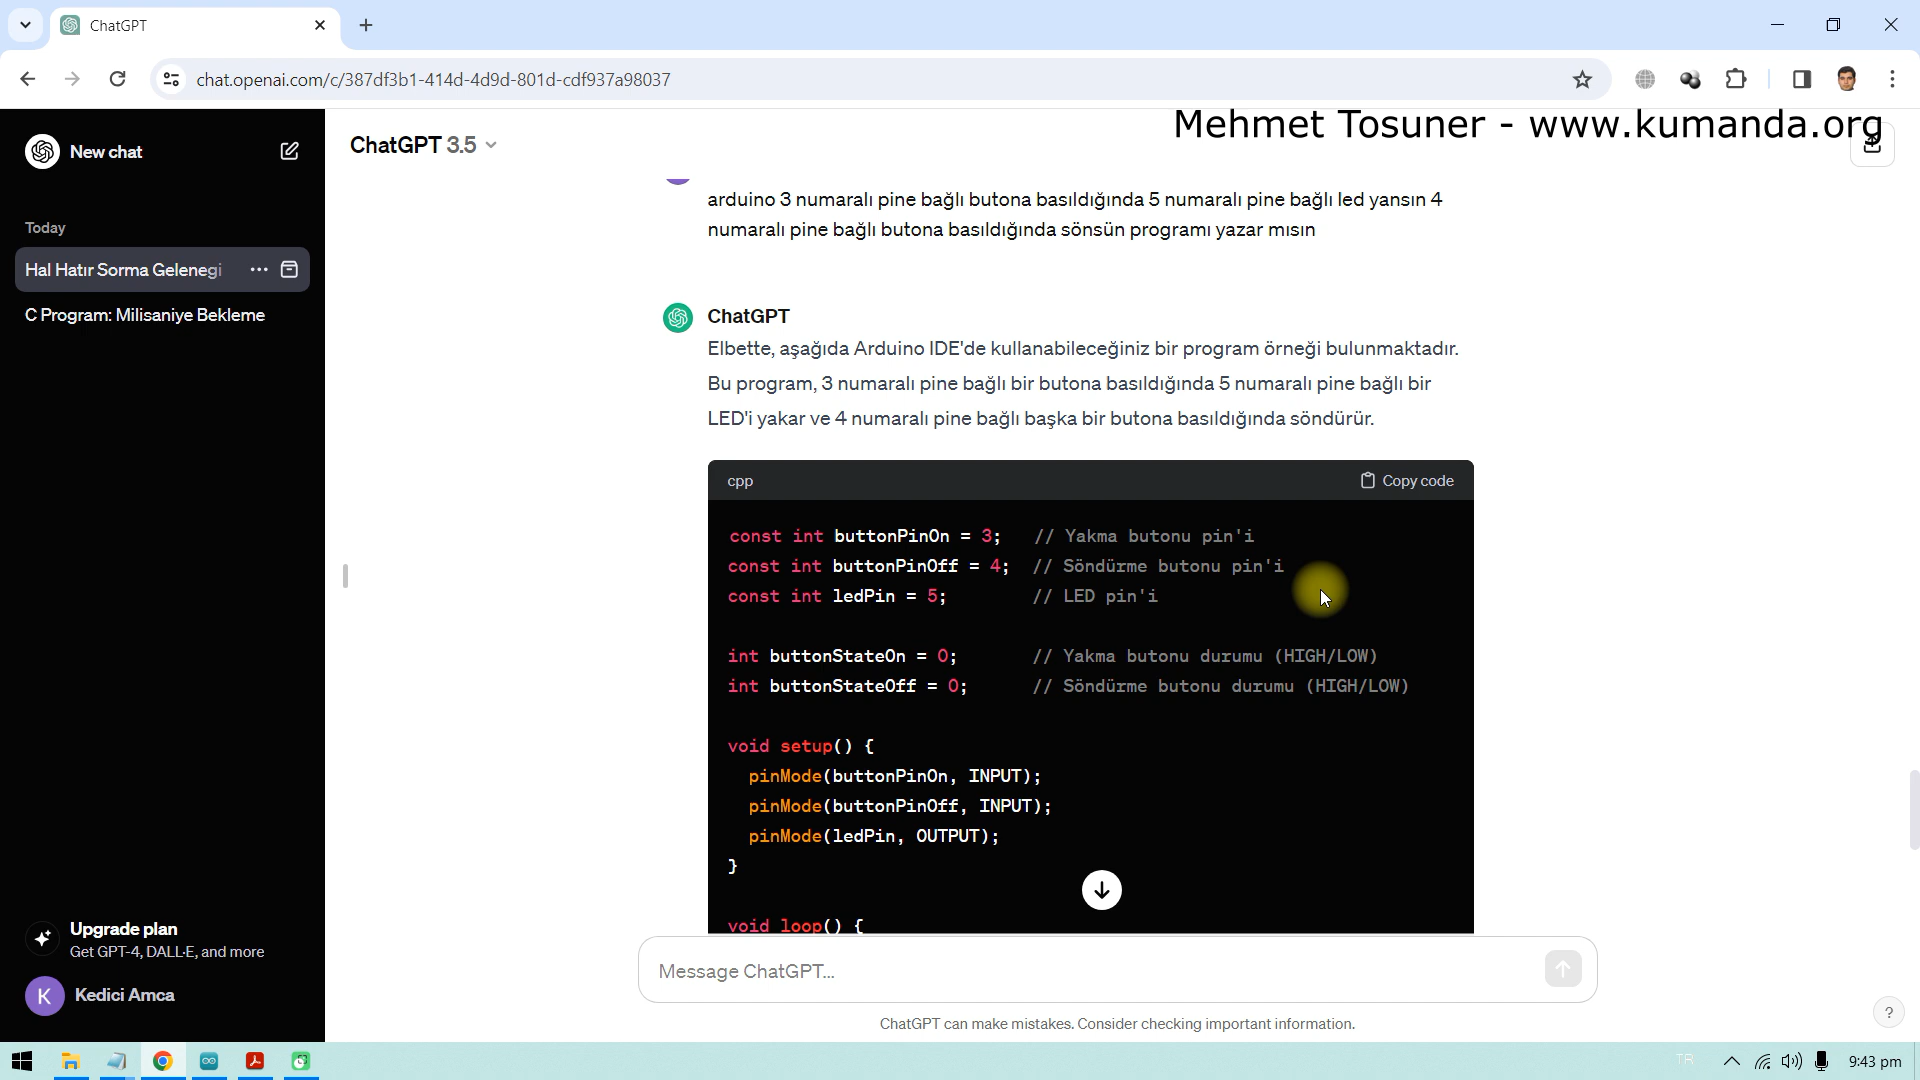 ChatGPT
chat.openai.com/c/387df3b1-414d-4d9d-801d-cdf937a98037
Mehmet Tosuner - www.kumanda.org
New chat
ChatGPT 3.5
Today
Hal Hatır Sorma Gelenegi
C Program: Milisaniye Bekleme
arduino 3 numaralı pine bağlı butona basıldığında 5 numaralı pine bağlı led yansın 4
numaralı pine bağlı butona basıldığında sönsün programı yazar mısın
ChatGPT
Elbette, aşağıda Arduino IDE'de kullanabileceğiniz bir program örneği bulunmaktadır.
Bu program, 3 numaralı pine bağlı bir butona basıldığında 5 numaralı pine bağlı bir
LED'i yakar ve 4 numaralı pine bağlı başka bir butona basıldığında söndürür.
cpp
Copy code
const int buttonPinOn = 3;   // Yakma butonu pin'i
const int buttonPinOff = 4;  // Söndürme butonu pin'i
const int ledPin = 5;        // LED pin'i
int buttonStateOn = 0;       // Yakma butonu durumu (HIGH/LOW)
int buttonStateOff = 0;      // Söndürme butonu durumu (HIGH/LOW)
void setup() {
  pinMode(buttonPinOn, INPUT);
  pinMode(buttonPinOff, INPUT);
  pinMode(ledPin, OUTPUT);
}
void loop() {
Upgrade plan
Get GPT-4, DALL·E, and more
K
Kedici Amca
Message ChatGPT…
ChatGPT can make mistakes. Consider checking important information.
?
TR
9:43 pm